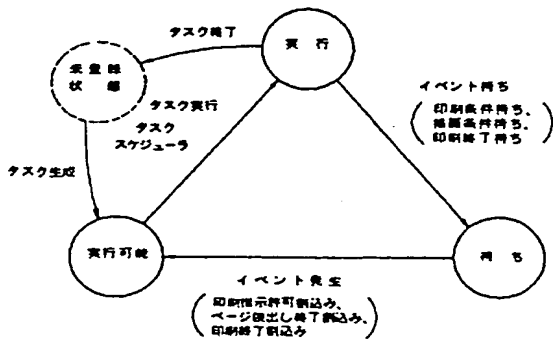 タスク終了
実行
未登録
状態
イベント待ち
印刷条件待ち、
描画条件待ち、
印刷終了待ち
タスク実行
タスク
スケジューラ
タスク生成
実行可能
待ち
イベント発生
印刷指示許可割込み、
ページ読出し終了割込み、
印刷終了割込み